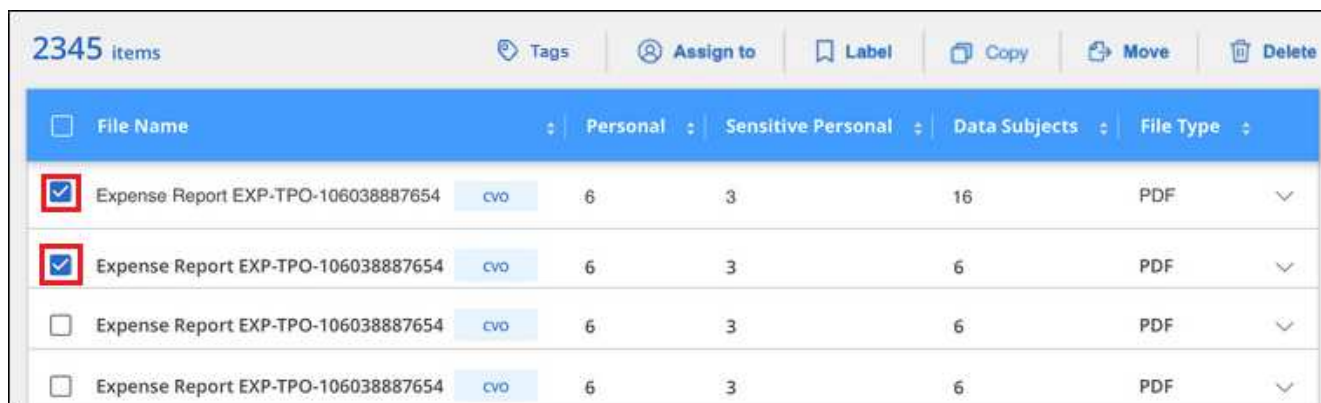 2345 items Tags Assign to Label Copy Move Delete
File Name Personal Sensitive Personal Data Subjects File Type
Expense Report EXP-TPO-106038887654 CVO 6 3 16 PDF
Expense Report EXP-TPO-106038887654 CVO 6 3 6 PDF
Expense Report EXP-TPO-106038887654 CVO 6 3 6 PDF
Expense Report EXP-TPO-106038887654 CVO 6 3 6 PDF